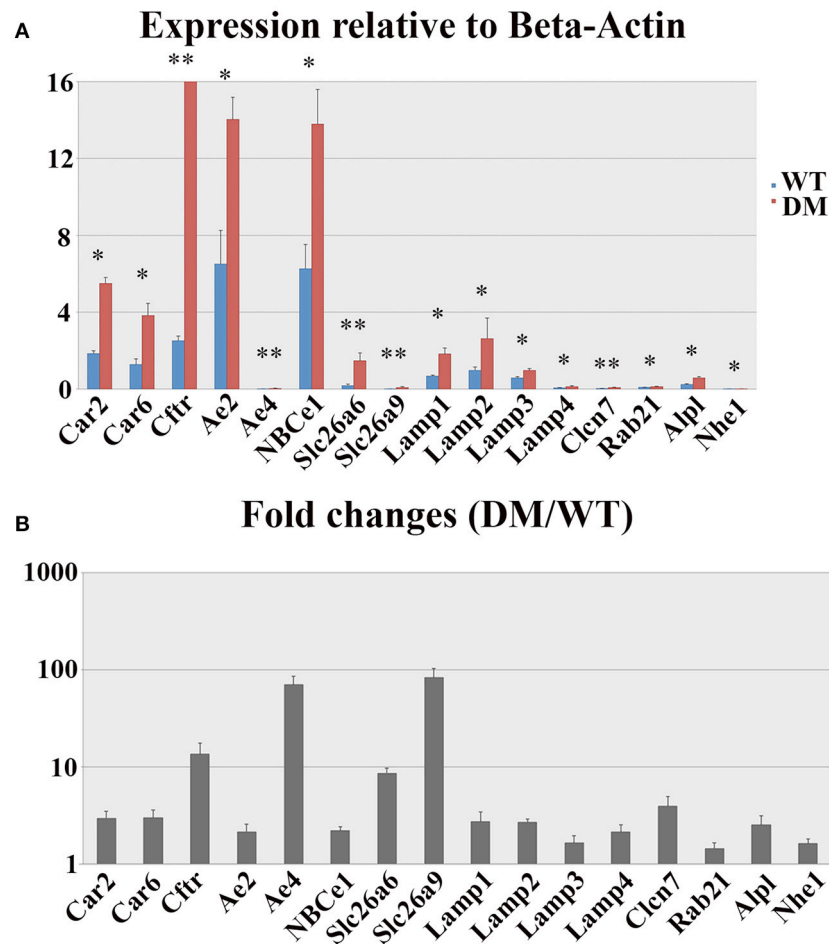 A
Expression relative to Beta-Actin
** * *
16
12
8
4
0
* * ** ** ** * * * * ** * * *
WT
DM
Car2 Car6 Cftr Ae2 Ae4 NBCe1 Slc26a6 Slc26a9 Lamp1 Lamp2 Lamp3 Lamp4 Clcn7 Rab21 Alpl Nhe1
B
Fold changes (DM/WT)
1000
100
10
1
Car2 Car6 Cftr Ae2 Ae4 NBCe1 Slc26a6 Slc26a9 Lamp1 Lamp2 Lamp3 Lamp4 Clcn7 Rab21 Alpl Nhe1